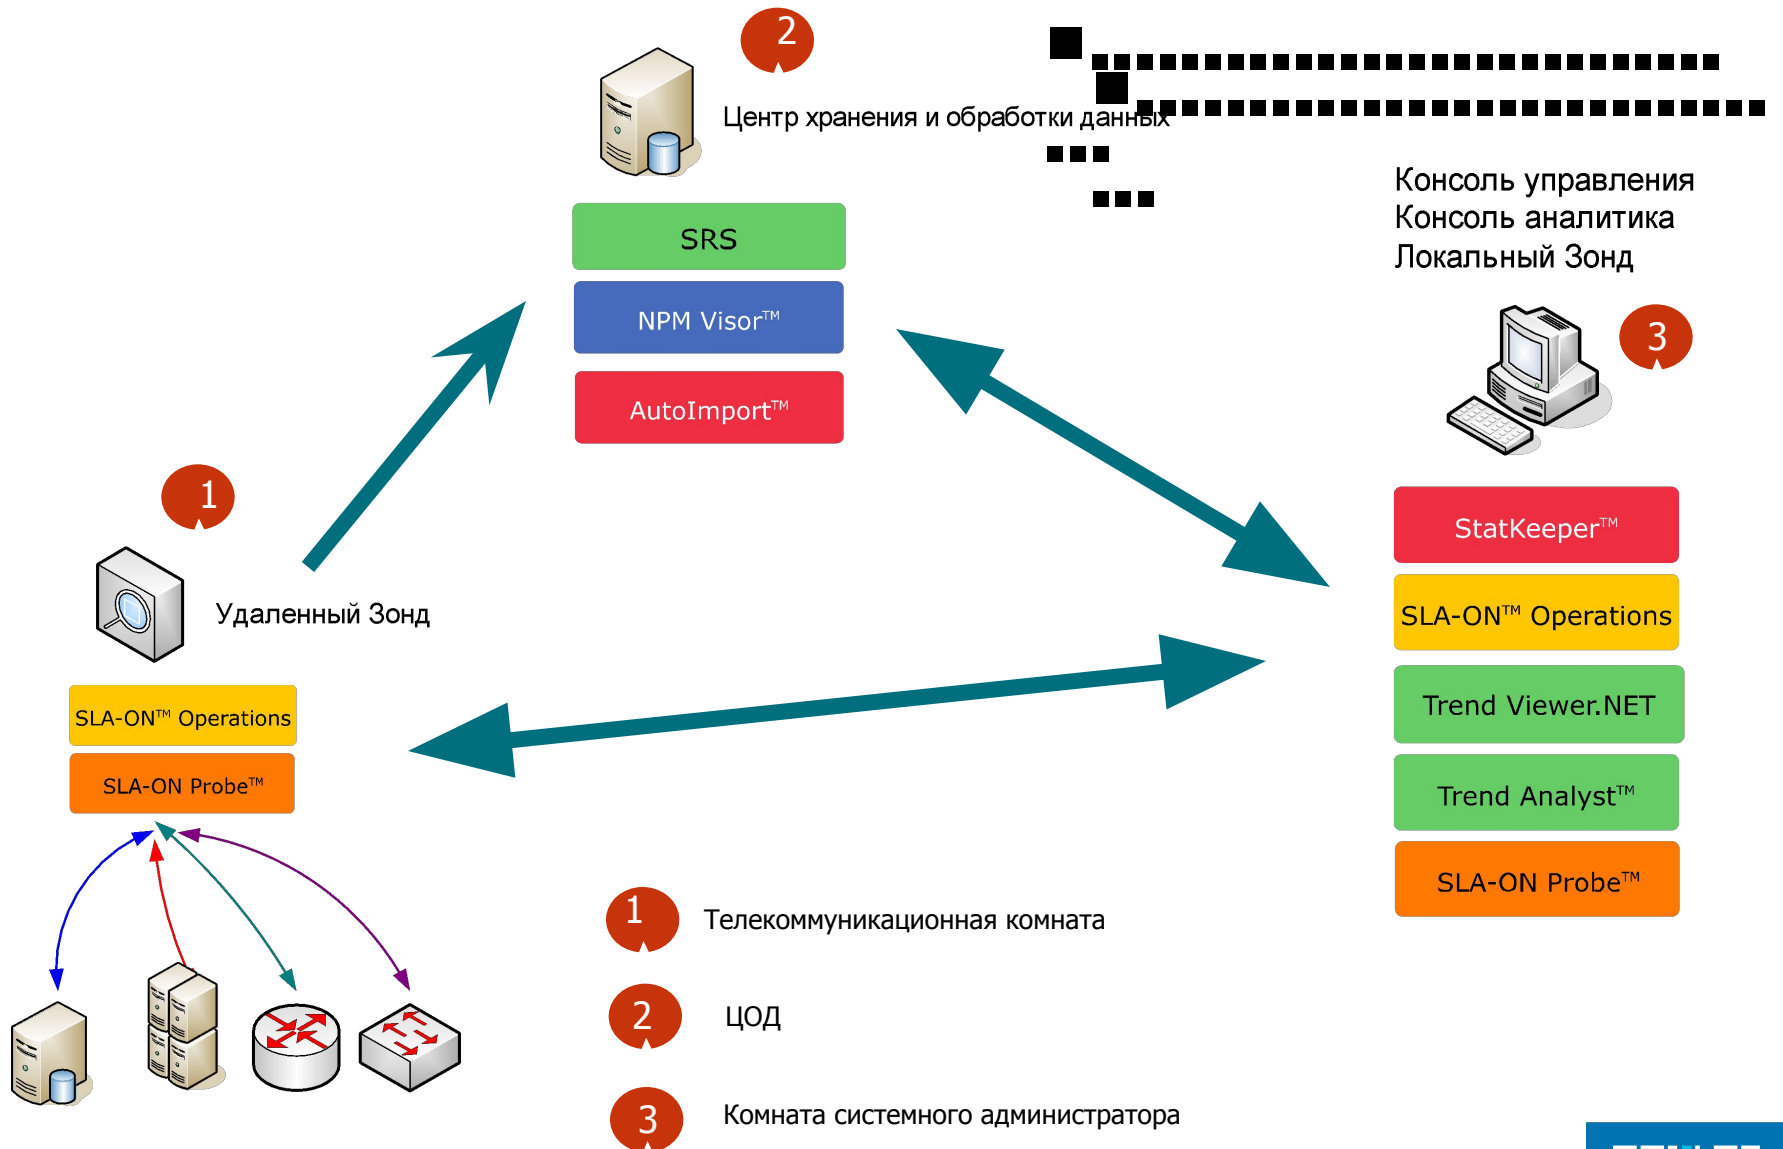 2
Центр хранения и обработки данных
SRS
NPM Visor™
AutoImport™
Консоль управления
Консоль аналитика
Локальный Зонд
3
StatKeeper™
SLA-ON™ Operations
Trend Viewer.NET
Trend Analyst™
SLA-ON Probe™
1
Удаленный Зонд
SLA-ON™ Operations
SLA-ON Probe™
1 Телекоммуникационная комната
2 ЦОД
3 Комната системного администратора